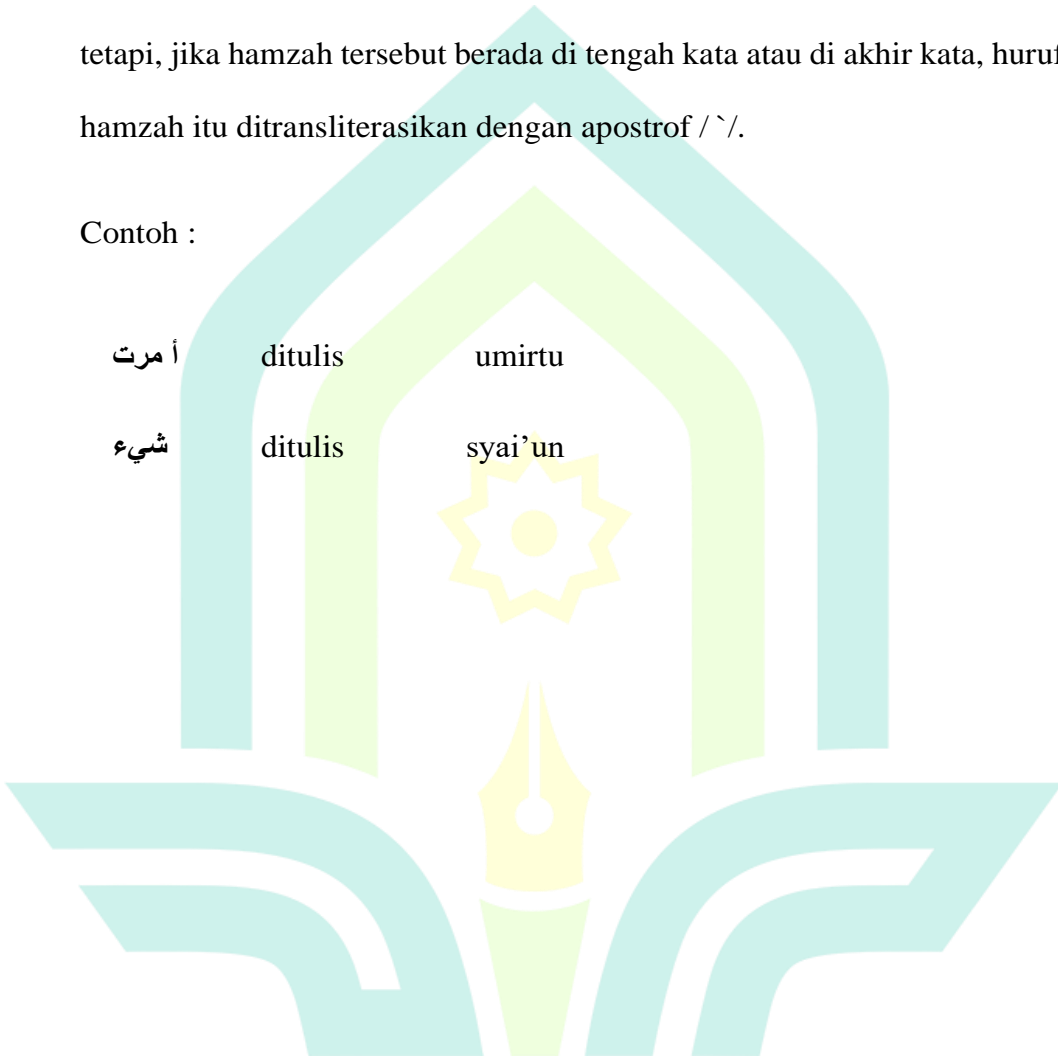 tetapi, jika hamzah tersebut berada di tengah kata atau di akhir kata, huruf
hamzah itu ditransliterasikan dengan apostrof / `/.
Contoh :
أ مرت ditulis umirtu
شيء ditulis syai’un